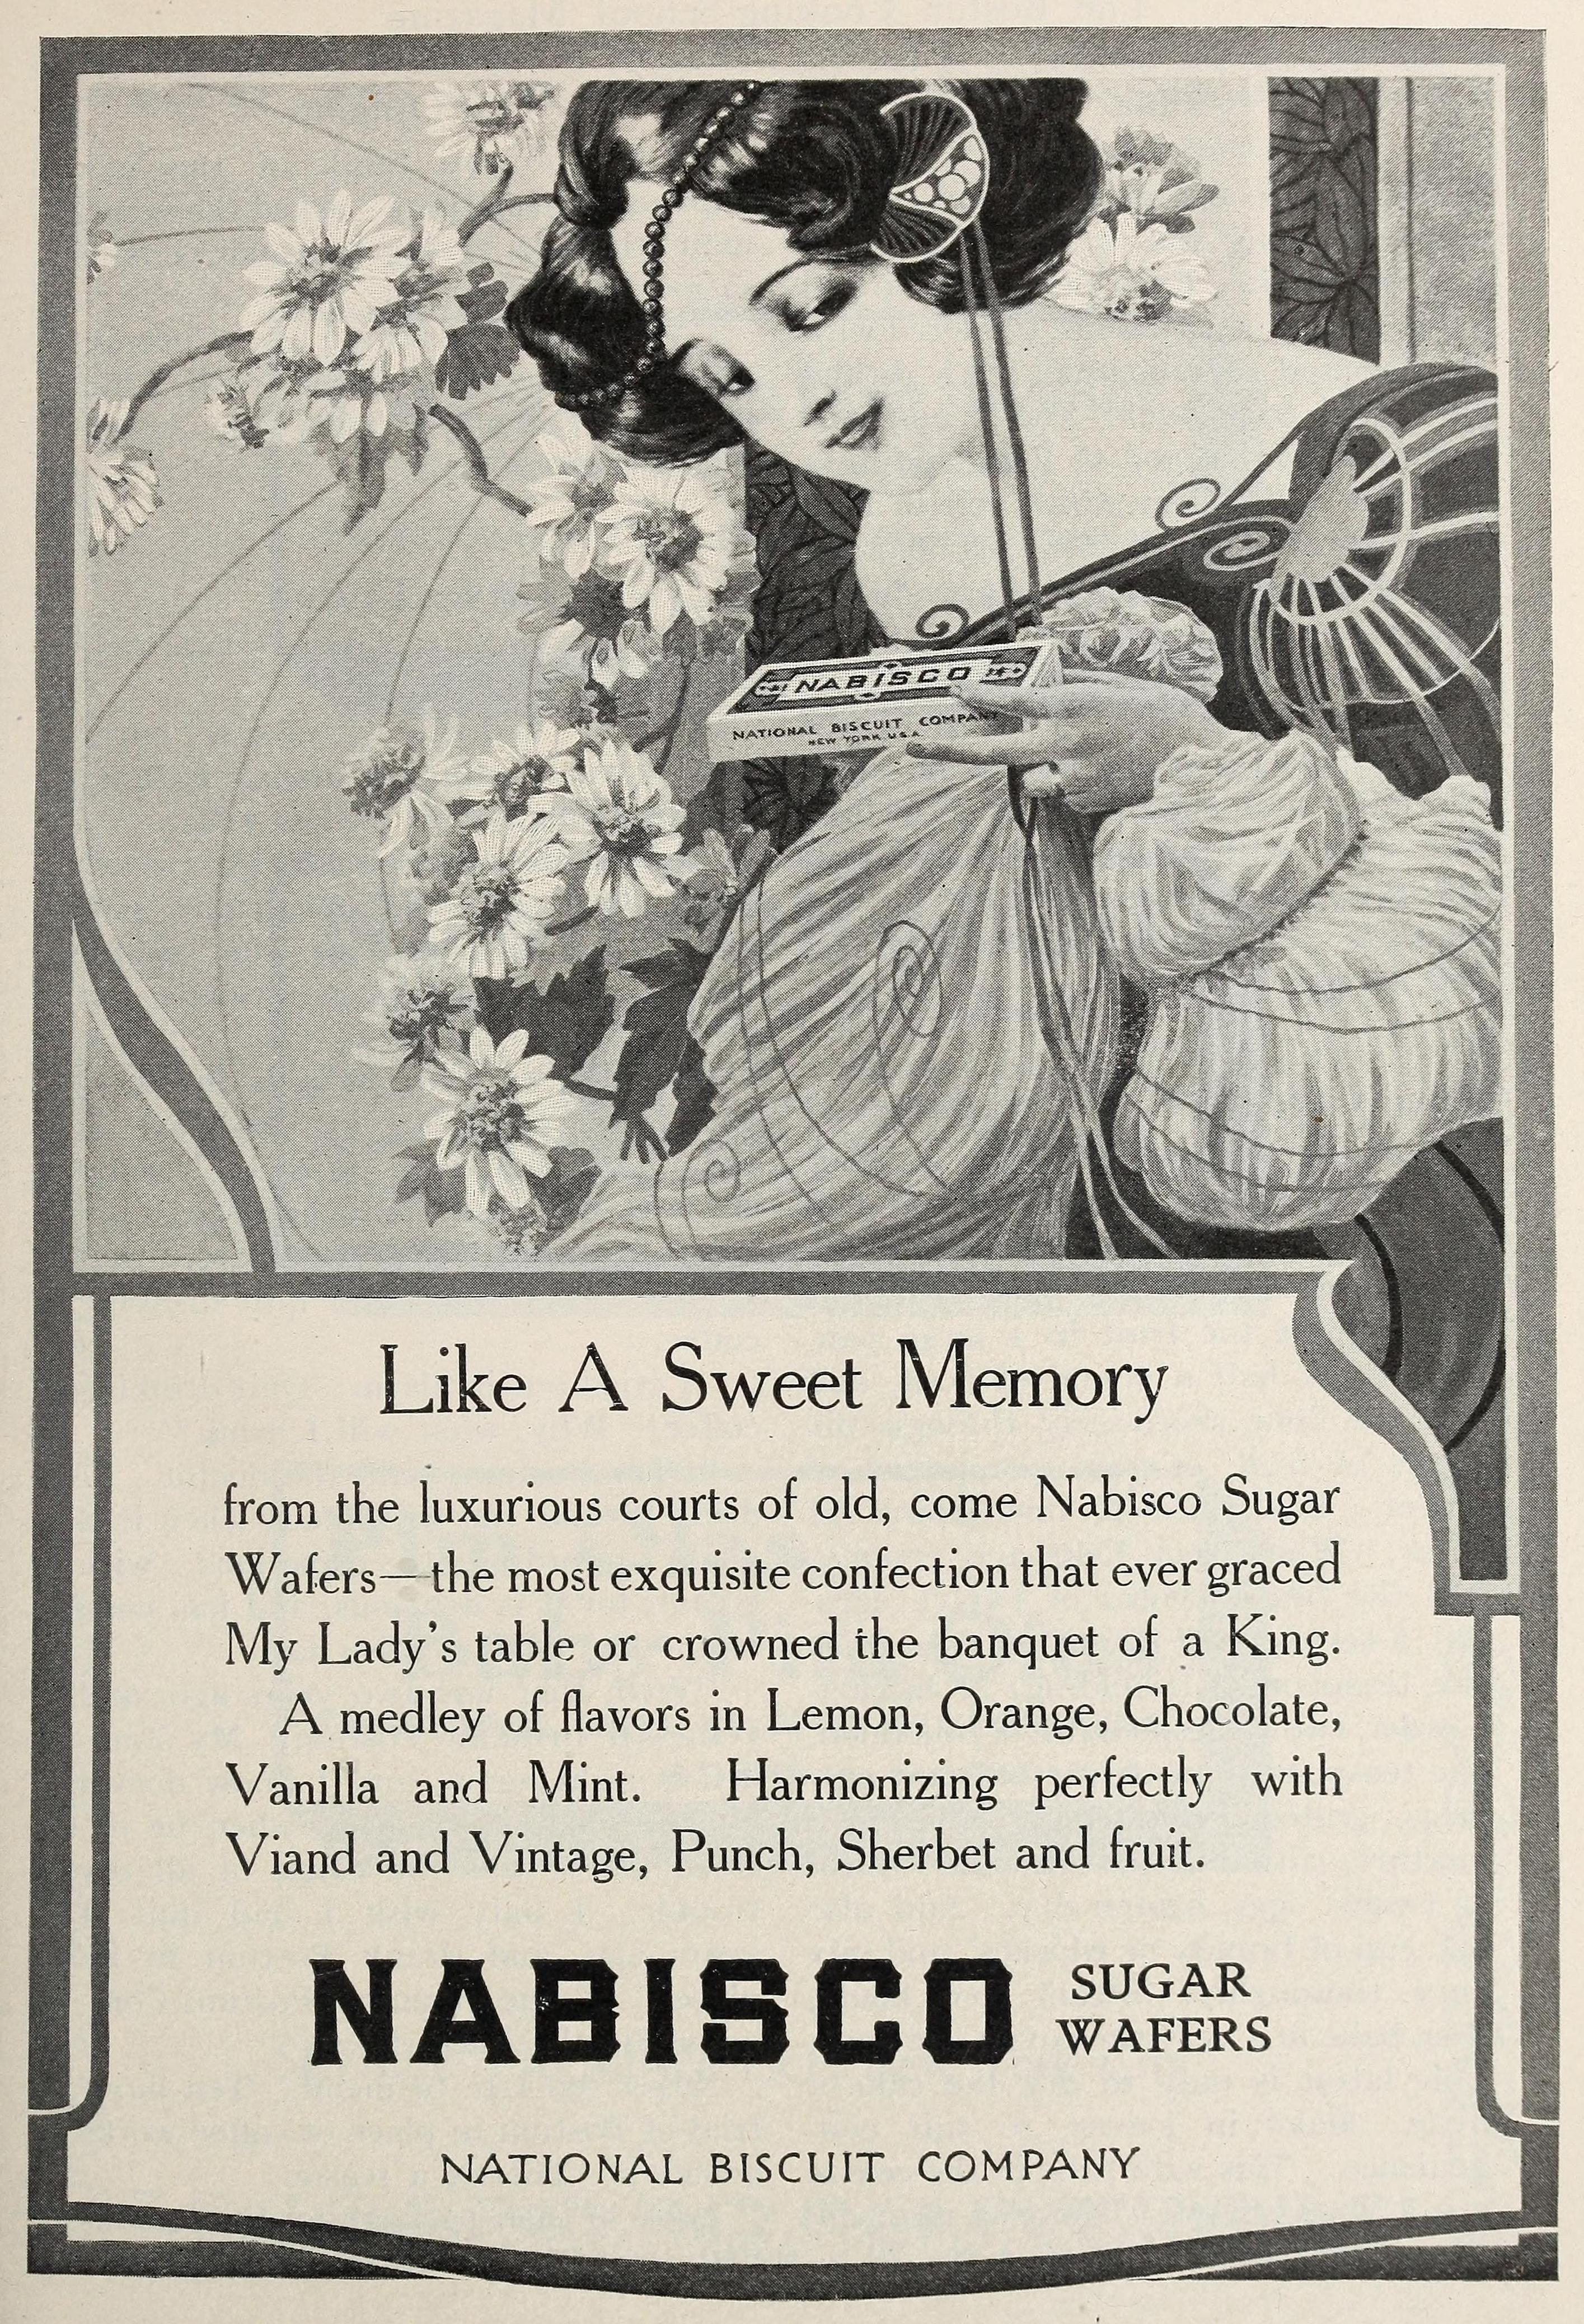 NABISCO
NATIONAL BISCUIT COMPANY
NEW YORK U.S.A.
Like A Sweet Memory
from the luxurious courts of old, come Nabisco Sugar
Wafers—the most exquisite confection that ever graced
My Lady's table or crowned the banquet of a King.
A medley of flavors in Lemon, Orange, Chocolate,
Vanilla and Mint. Harmonizing perfectly with
Viand and Vintage, Punch, Sherbet and fruit.
NABISCO SUGAR
WAFERS
NATIONAL BISCUIT COMPANY